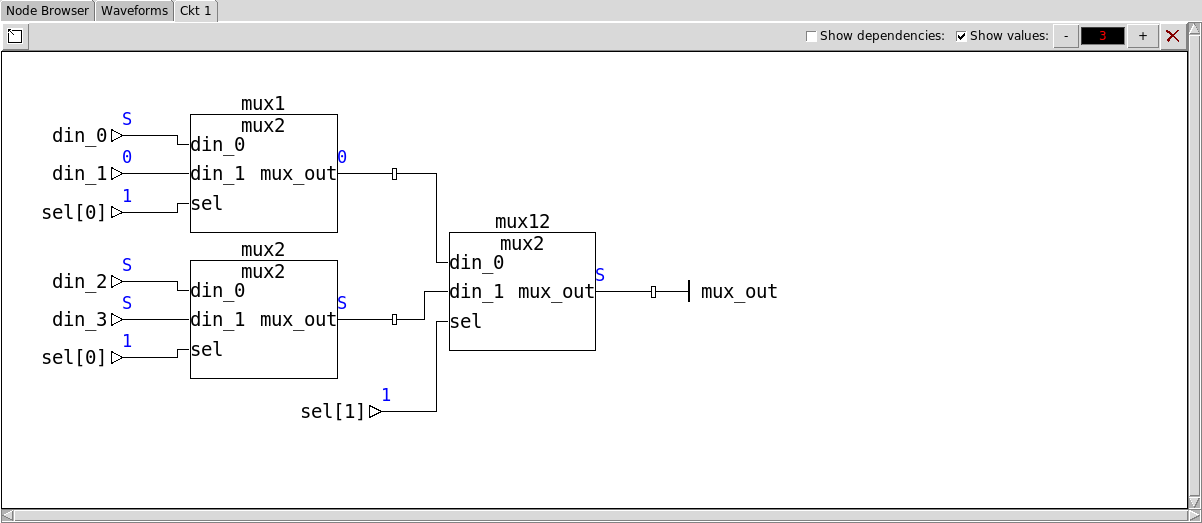 Node Browser Waveforms Ckt 1
Show dependencies: Show values: - 3 +
mux1
mux2
S
din_0
din_0
0
din_1
din_1 mux_out
0
1
sel[0]
sel
mux2
mux2
S
din_2
din_0
S
din_3
din_1 mux_out
S
1
sel[0]
sel
mux12
mux2
din_0
din_1 mux_out
S
mux_out
sel
1
sel[1]